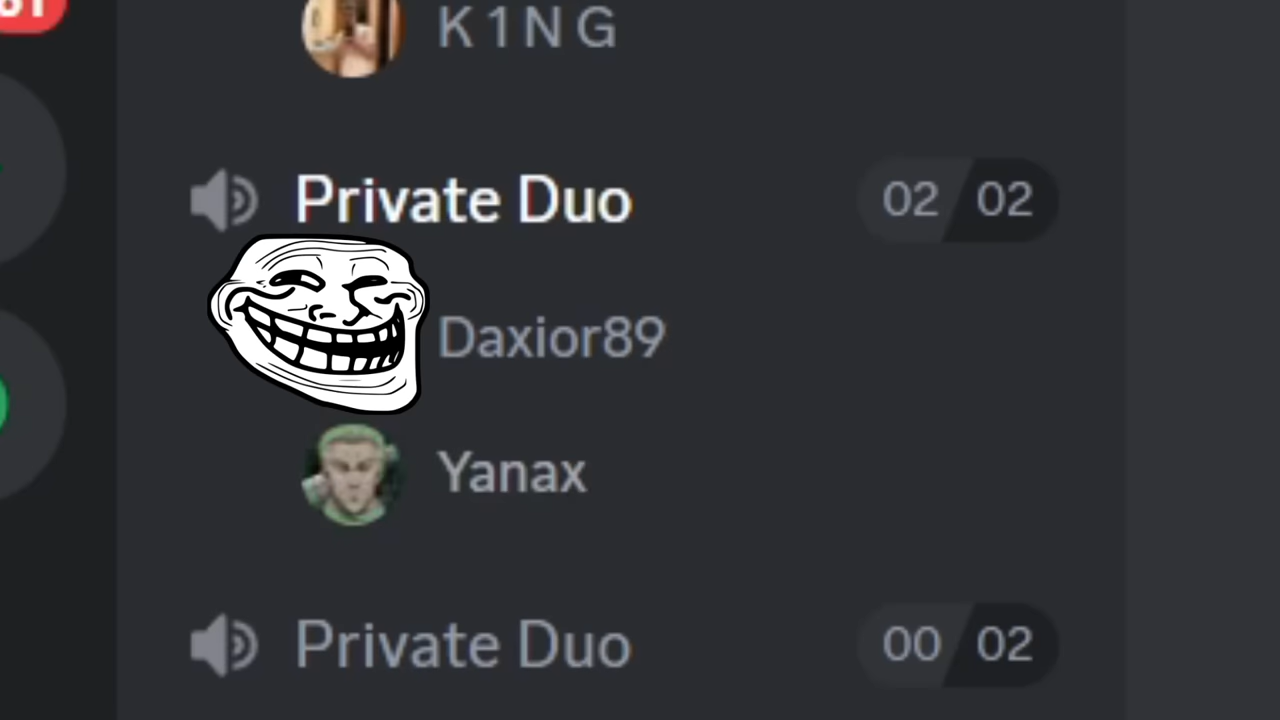 K1NG
Private Duo 02 02
Daxior89
Yanax
Private Duo 00 02